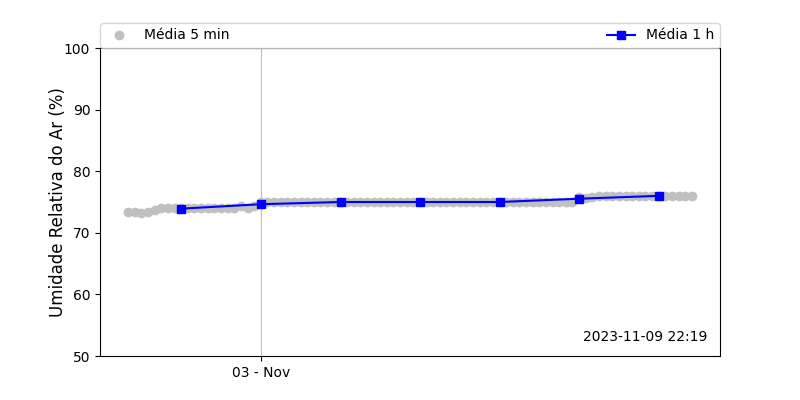 Média 5 min
Média 1 h
Umidade Relativa do Ar (%)
100
90
80
70
60
50
2023-11-09 22:19
03 - Nov